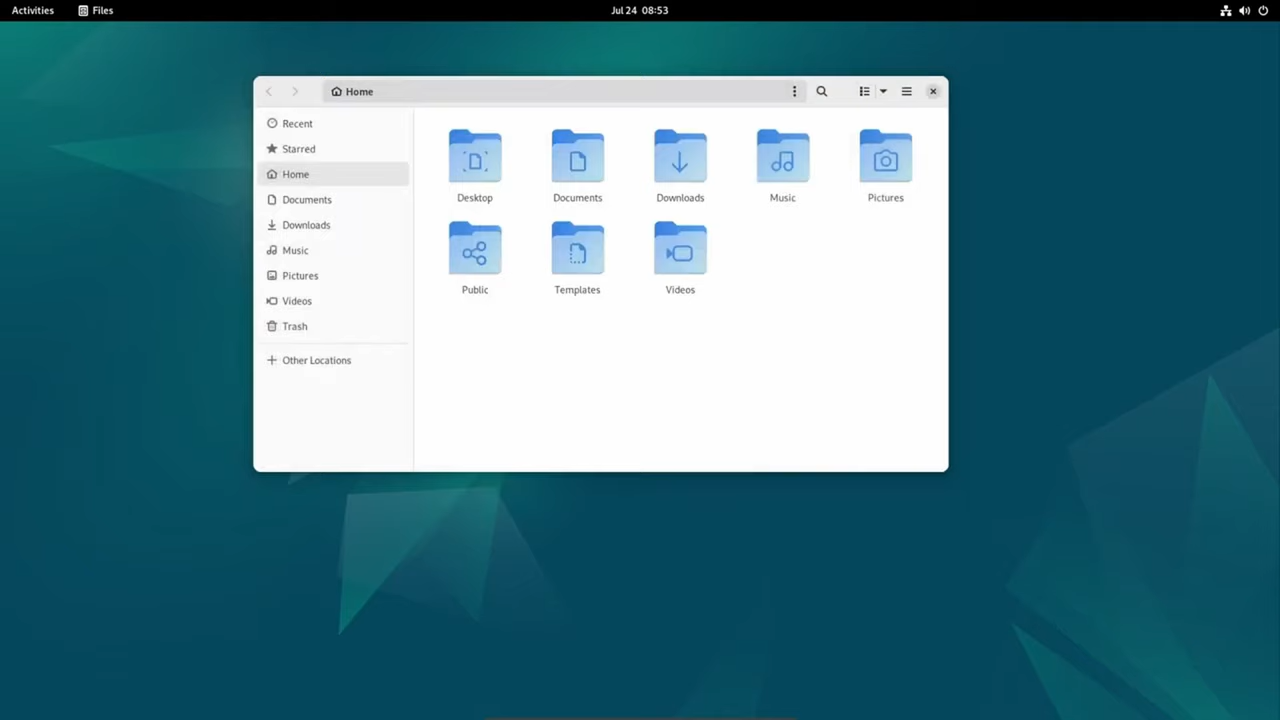 Activities Files Jul 24 08:53
Home
Recent
Starred
Home
Documents
Downloads
Music
Pictures
Videos
Trash
Other Locations
Desktop Documents Downloads Music Pictures
Public Templates Videos